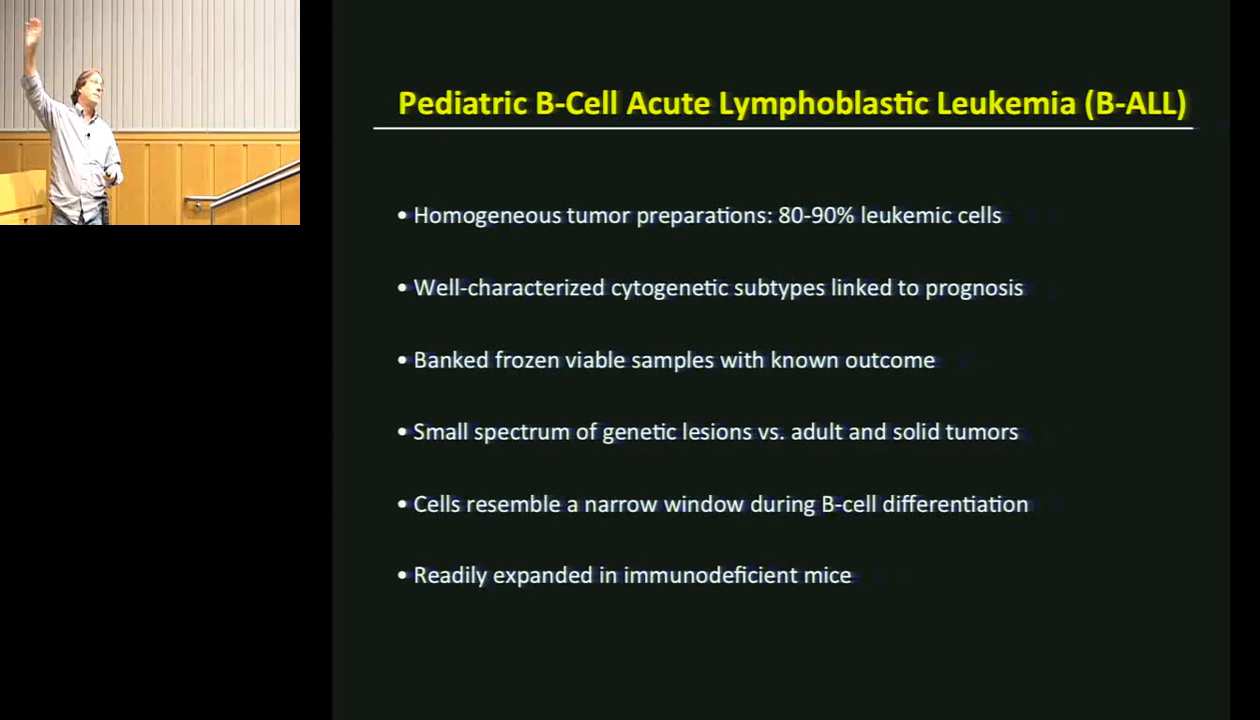 Pediatric B-Cell Acute Lymphoblastic Leukemia (B-ALL)
• Homogeneous tumor preparations: 80-90% leukemic cells
• Well-characterized cytogenetic subtypes linked to prognosis
• Banked frozen viable samples with known outcome
• Small spectrum of genetic lesions vs. adult and solid tumors
• Cells resemble a narrow window during B-cell differentiation
• Readily expanded in immunodeficient mice